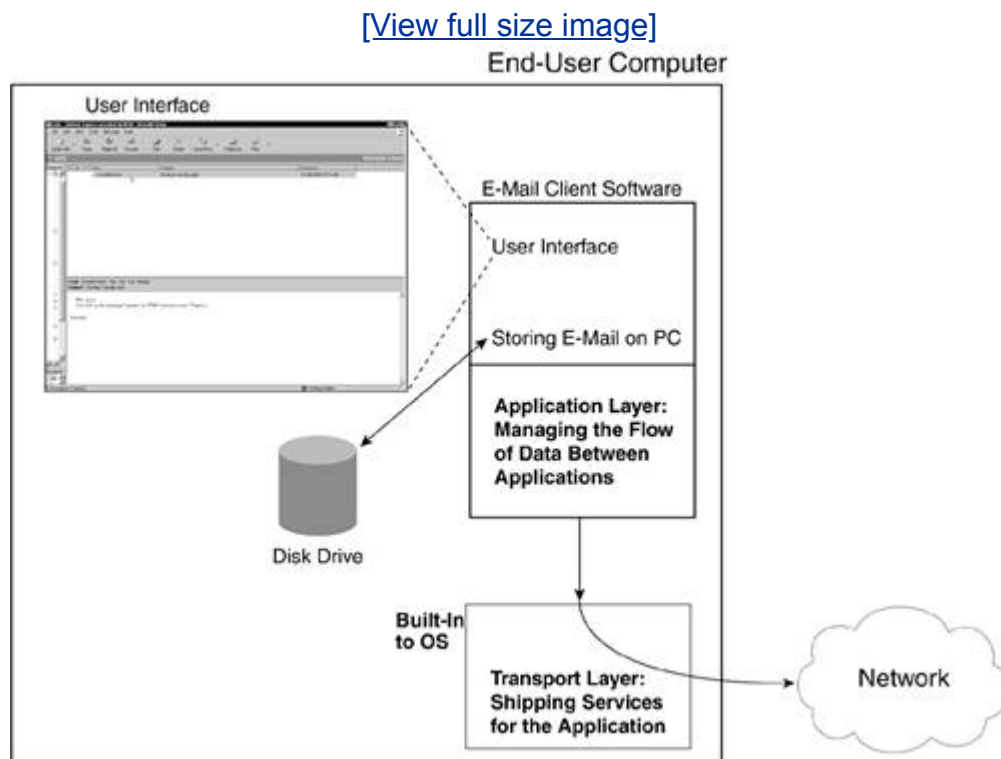 [View full size image]
End-User Computer
User Interface
E-Mail Client Software
User Interface
Storing E-Mail on PC
Application Layer:
Managing the Flow
of Data Between
Applications
Disk Drive
Built-In
to OS
Transport Layer:
Shipping Services
for the Application
Network